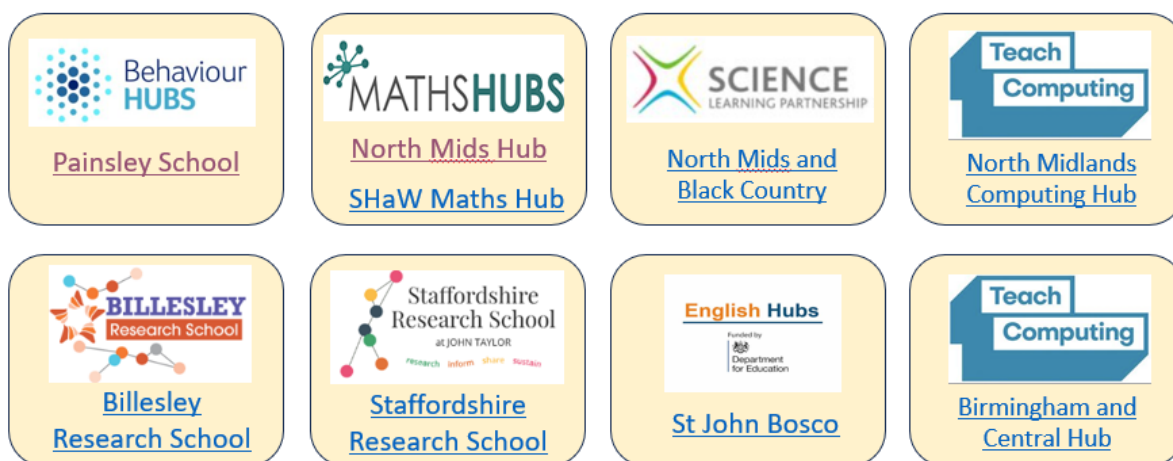 Behaviour
HUBS
Painsley School
MATHSHUBS
North Mids Hub
SHaW Maths Hub
SCIENCE
LEARNING PARTNERSHIP
North Mids and
Black Country
Teach
Computing
North Midlands
Computing Hub
BILLESLEY
Research School
Billesley
Research School
Staffordshire
Research School
at JOHN TAYLOR
research inform share sustain
Staffordshire
Research School
English Hubs
Funded by
Department
for Education
St John Bosco
Teach
Computing
Birmingham and
Central Hub